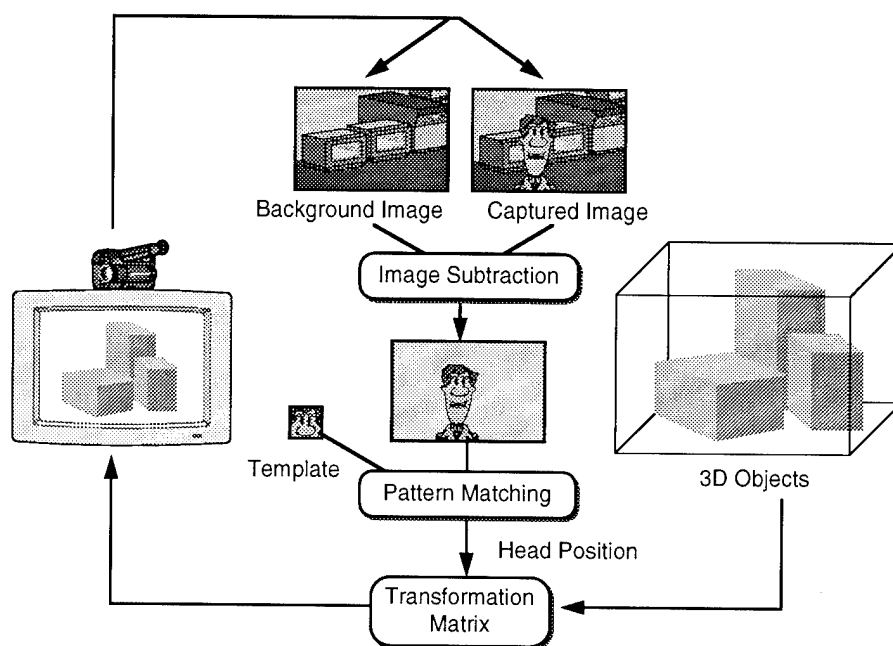 Background Image
Captured Image
Image Subtraction
Template
Pattern Matching
3D Objects
Head Position
Transformation
Matrix